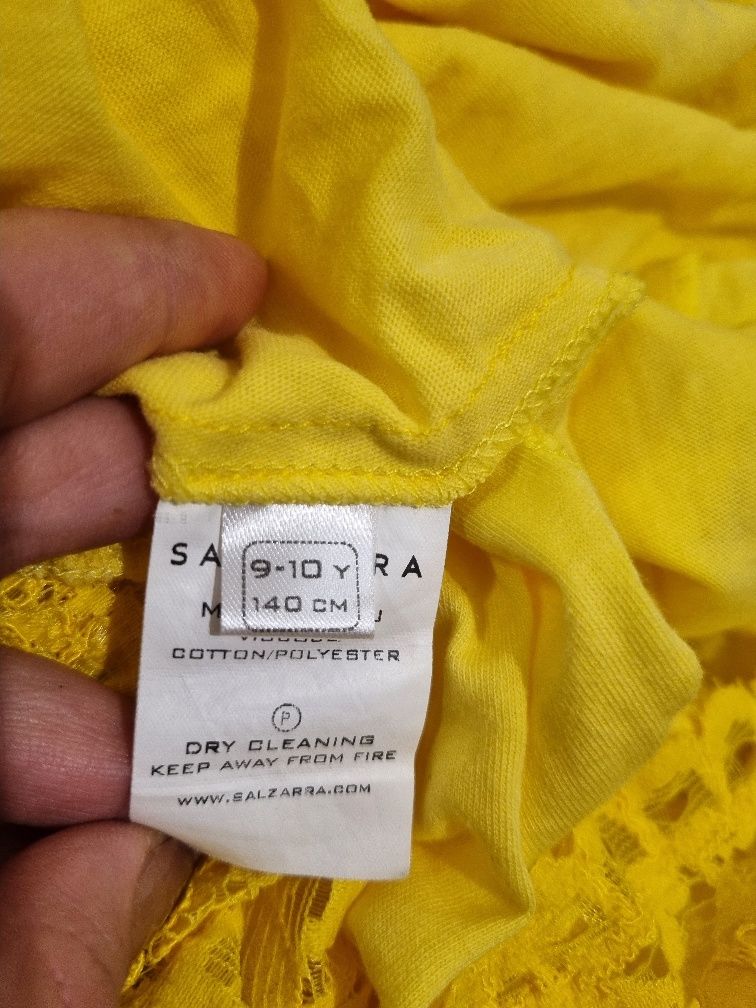 SA RA
9-10 Y
140 CM
COTTON/POLYESTER
P
DRY CLEANING
KEEP AWAY FROM FIRE
WWW.SALZARRA.COM